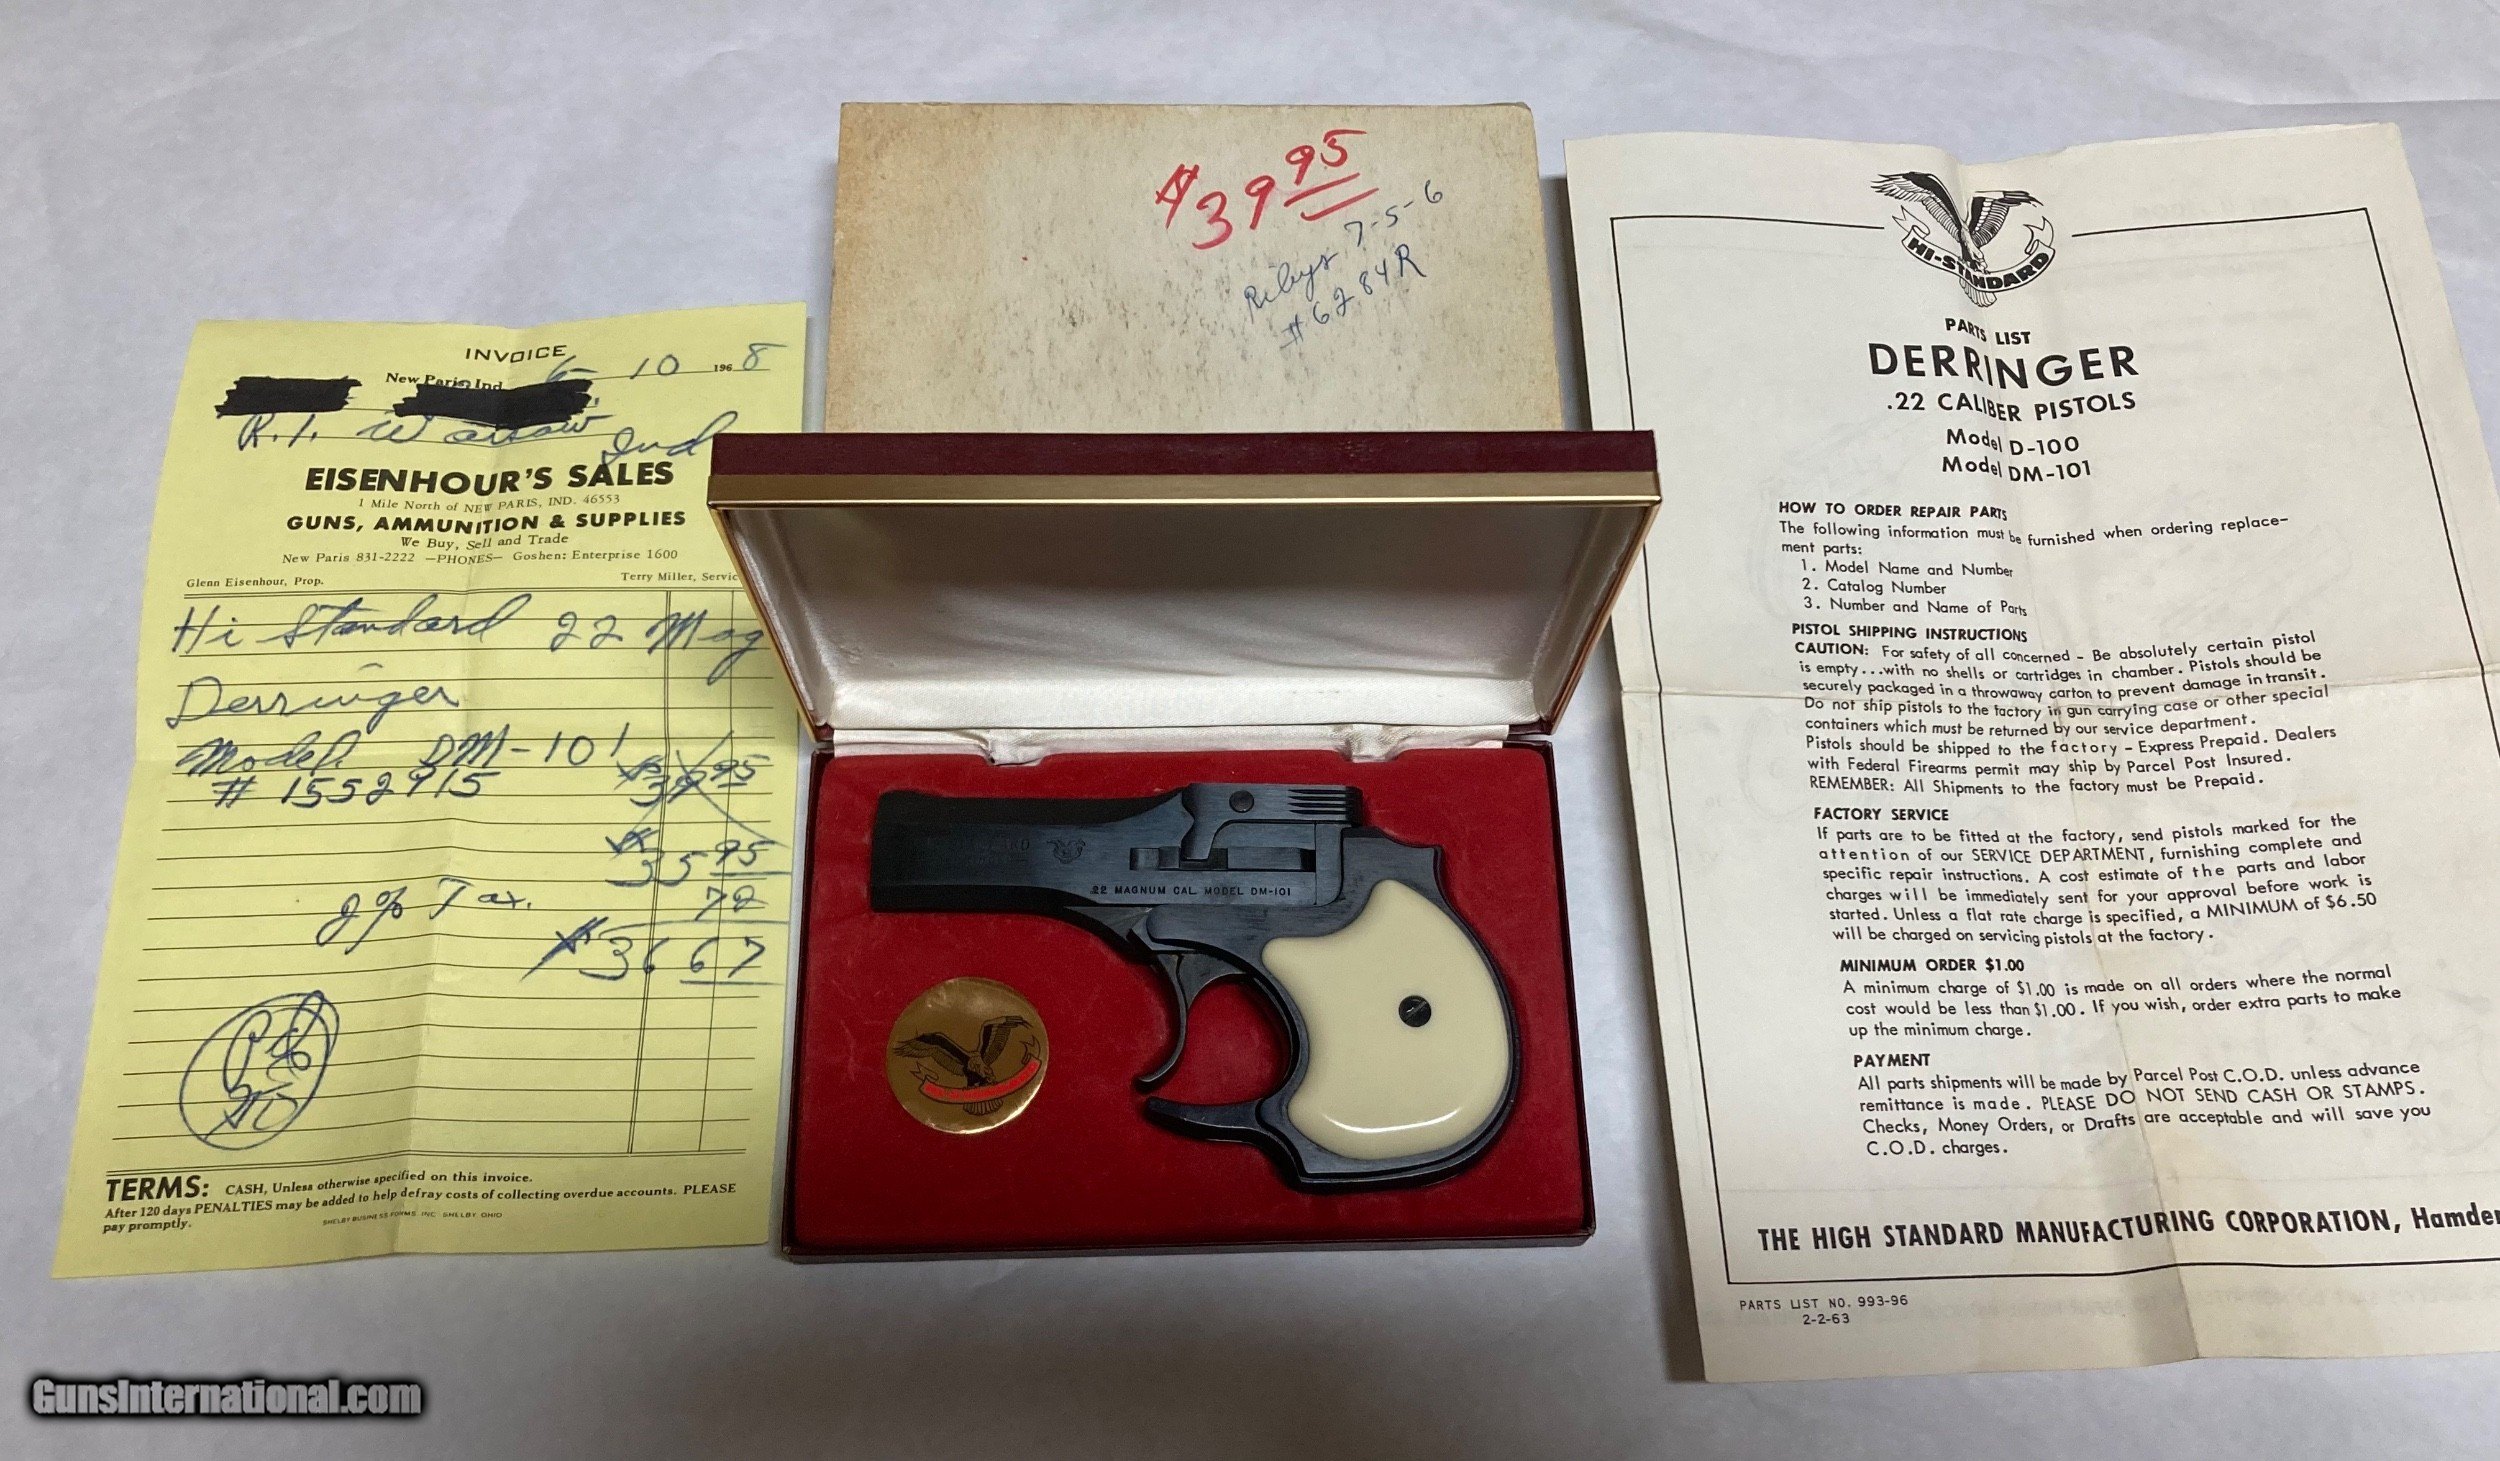 INVOICE
New Paris, Ind. 6- 10 1968
R.1. Warsaw Ind
EISENHOUR'S SALES
1 Mile North of NEW PARIS, IND. 46553
GUNS, AMMUNITION & SUPPLIES
We Buy, Sell and Trade
New Paris 831-2222 —PHONES— Goshen: Enterprise 1600
Glenn Eisenhour, Prop. Terry Miller, Servic
Hi Standard 22 Mag
Derringer
Model. DM-101
# 1552915 $39 95
$35 95
2% Tax. 72
$36 67
TERMS: CASH, Unless otherwise specified on this invoice.
After 120 days PENALTIES may be added to help defray costs of collecting overdue accounts. PLEASE
pay promptly.
SHELBY BUSINESS FORMS, INC. SHELBY, OHIO
$39 95
Rileys 7-5-6
#6284R
.22 MAGNUM CAL. MODEL DM-101
HI-STANDARD
PARTS LIST
DERRINGER
.22 CALIBER PISTOLS
Model D-100
Model DM-101
HOW TO ORDER REPAIR PARTS
The following information must be furnished when ordering replace-
ment parts:
1. Model Name and Number
2. Catalog Number
3. Number and Name of Parts
PISTOL SHIPPING INSTRUCTIONS
CAUTION: For safety of all concerned - Be absolutely certain pistol
is empty...with no shells or cartridges in chamber. Pistols should be
securely packaged in a throwaway carton to prevent damage in transit.
Do not ship pistols to the factory in gun carrying case or other special
containers which must be returned by our service department.
Pistols should be shipped to the factory - Express Prepaid. Dealers
with Federal Firearms permit may ship by Parcel Post Insured.
REMEMBER: All Shipments to the factory must be Prepaid.
FACTORY SERVICE
If parts are to be fitted at the factory, send pistols marked for the
attention of our SERVICE DEPARTMENT, furnishing complete and
specific repair instructions. A cost estimate of the parts and labor
charges will be immediately sent for your approval before work is
started. Unless a flat rate charge is specified, a MINIMUM of $6.50
will be charged on servicing pistols at the factory.
MINIMUM ORDER $1.00
A minimum charge of $1.00 is made on all orders where the normal
cost would be less than $1.00. If you wish, order extra parts to make
up the minimum charge.
PAYMENT
All parts shipments will be made by Parcel Post C.O.D. unless advance
remittance is made. PLEASE DO NOT SEND CASH OR STAMPS.
Checks, Money Orders, or Drafts are acceptable and will save you
C.O.D. charges.
THE HIGH STANDARD MANUFACTURING CORPORATION, Hamden
PARTS LIST NO. 993-96
2-2-63
GunsInternational.com